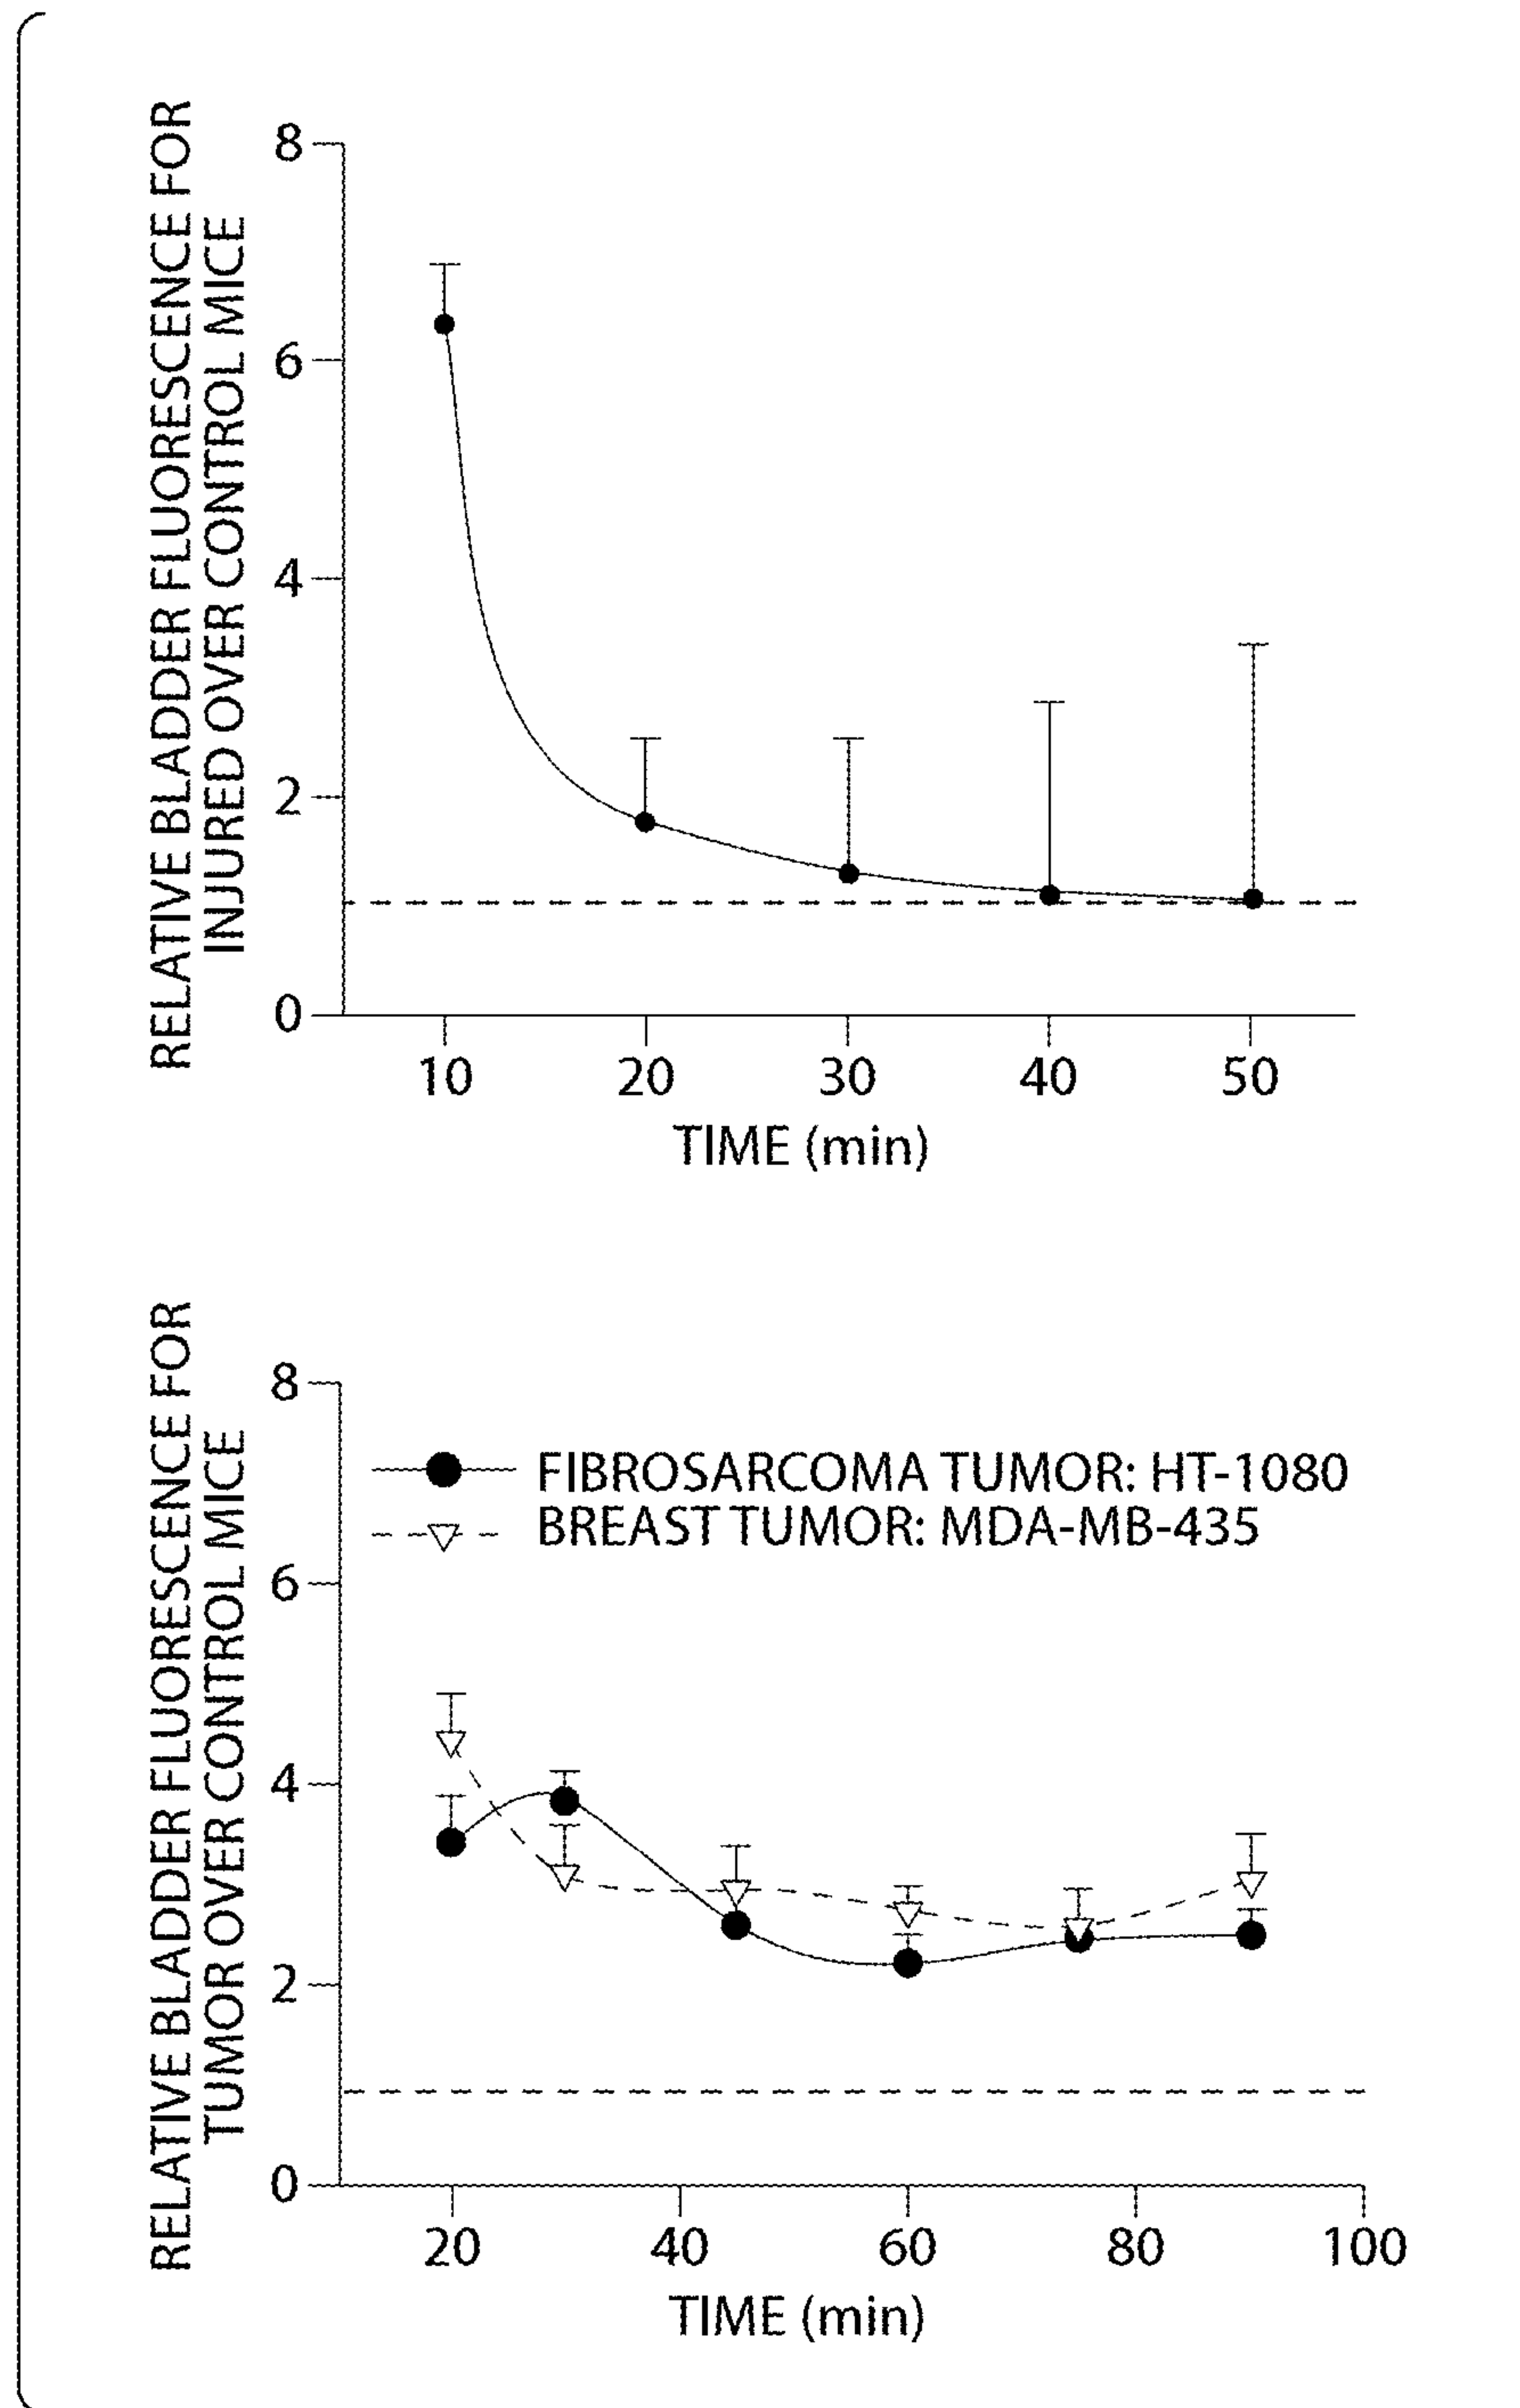 RELATIVE BLADDER FLUORESCENCE FOR
INJURED OVER CONTROL MICE
8
6
4
2
0
10 20 30 40 50
TIME (min)
RELATIVE BLADDER FLUORESCENCE FOR
TUMOR OVER CONTROL MICE
8
FIBROSARCOMA TUMOR: HT-1080
BREAST TUMOR: MDA-MB-435
6
4
2
0
20 40 60 80 100
TIME (min)